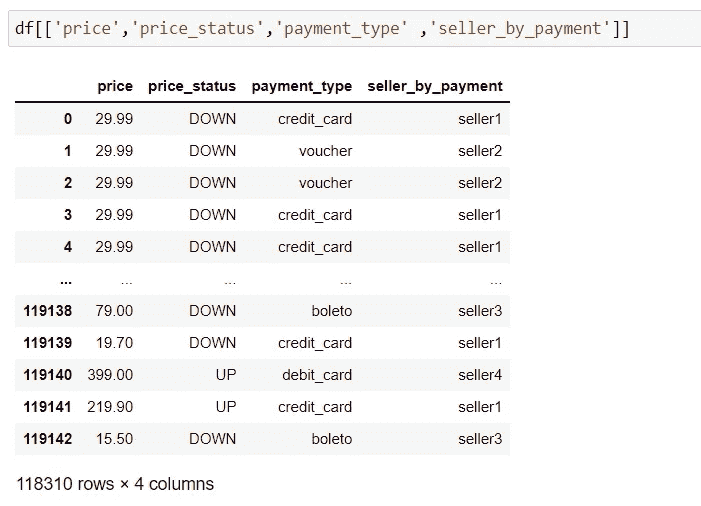 df[['price','price_status','payment_type' ,'seller_by_payment']]
price price_status payment_type seller_by_payment
0 29.99 DOWN credit_card seller1
1 29.99 DOWN voucher seller2
2 29.99 DOWN voucher seller2
3 29.99 DOWN credit_card seller1
4 29.99 DOWN credit_card seller1
... ... ... ... ...
119138 79.00 DOWN boleto seller3
119139 19.70 DOWN credit_card seller1
119140 399.00 UP debit_card seller4
119141 219.90 UP credit_card seller1
119142 15.50 DOWN boleto seller3
118310 rows × 4 columns